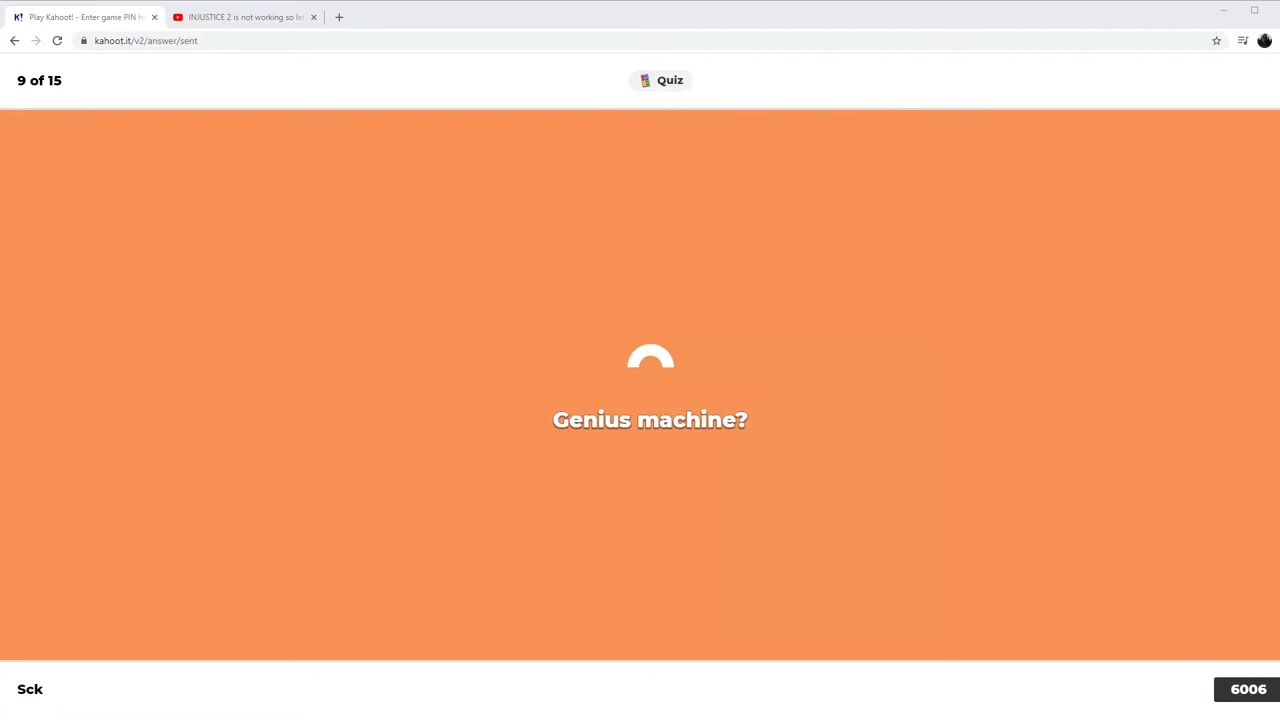 Play Kahoot! - Enter game PIN h
INJUSTICE 2 is not working so let
kahoot.it/v2/answer/sent
9 of 15
Quiz
Genius machine?
Sck
6006